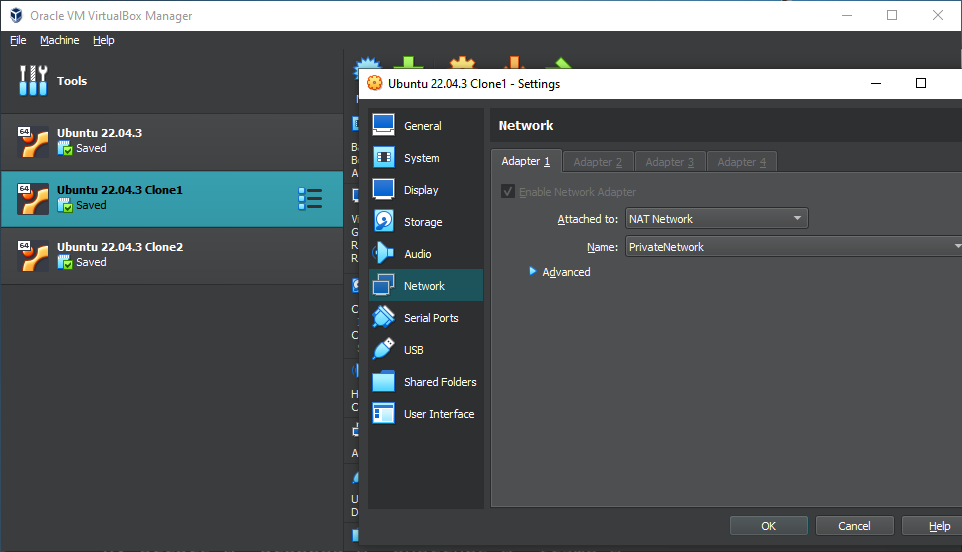 Oracle VM VirtualBox Manager
File Machine Help
Tools
64
Ubuntu 22.04.3
Saved
64
Ubuntu 22.04.3 Clone1
Saved
64
Ubuntu 22.04.3 Clone2
Saved
Ubuntu 22.04.3 Clone1 - Settings
General
System
Display
Storage
Audio
Network
Serial Ports
USB
Shared Folders
User Interface
Network
Adapter 1 Adapter 2 Adapter 3 Adapter 4
Enable Network Adapter
Attached to: NAT Network
Name: PrivateNetwork
Advanced
OK Cancel Help